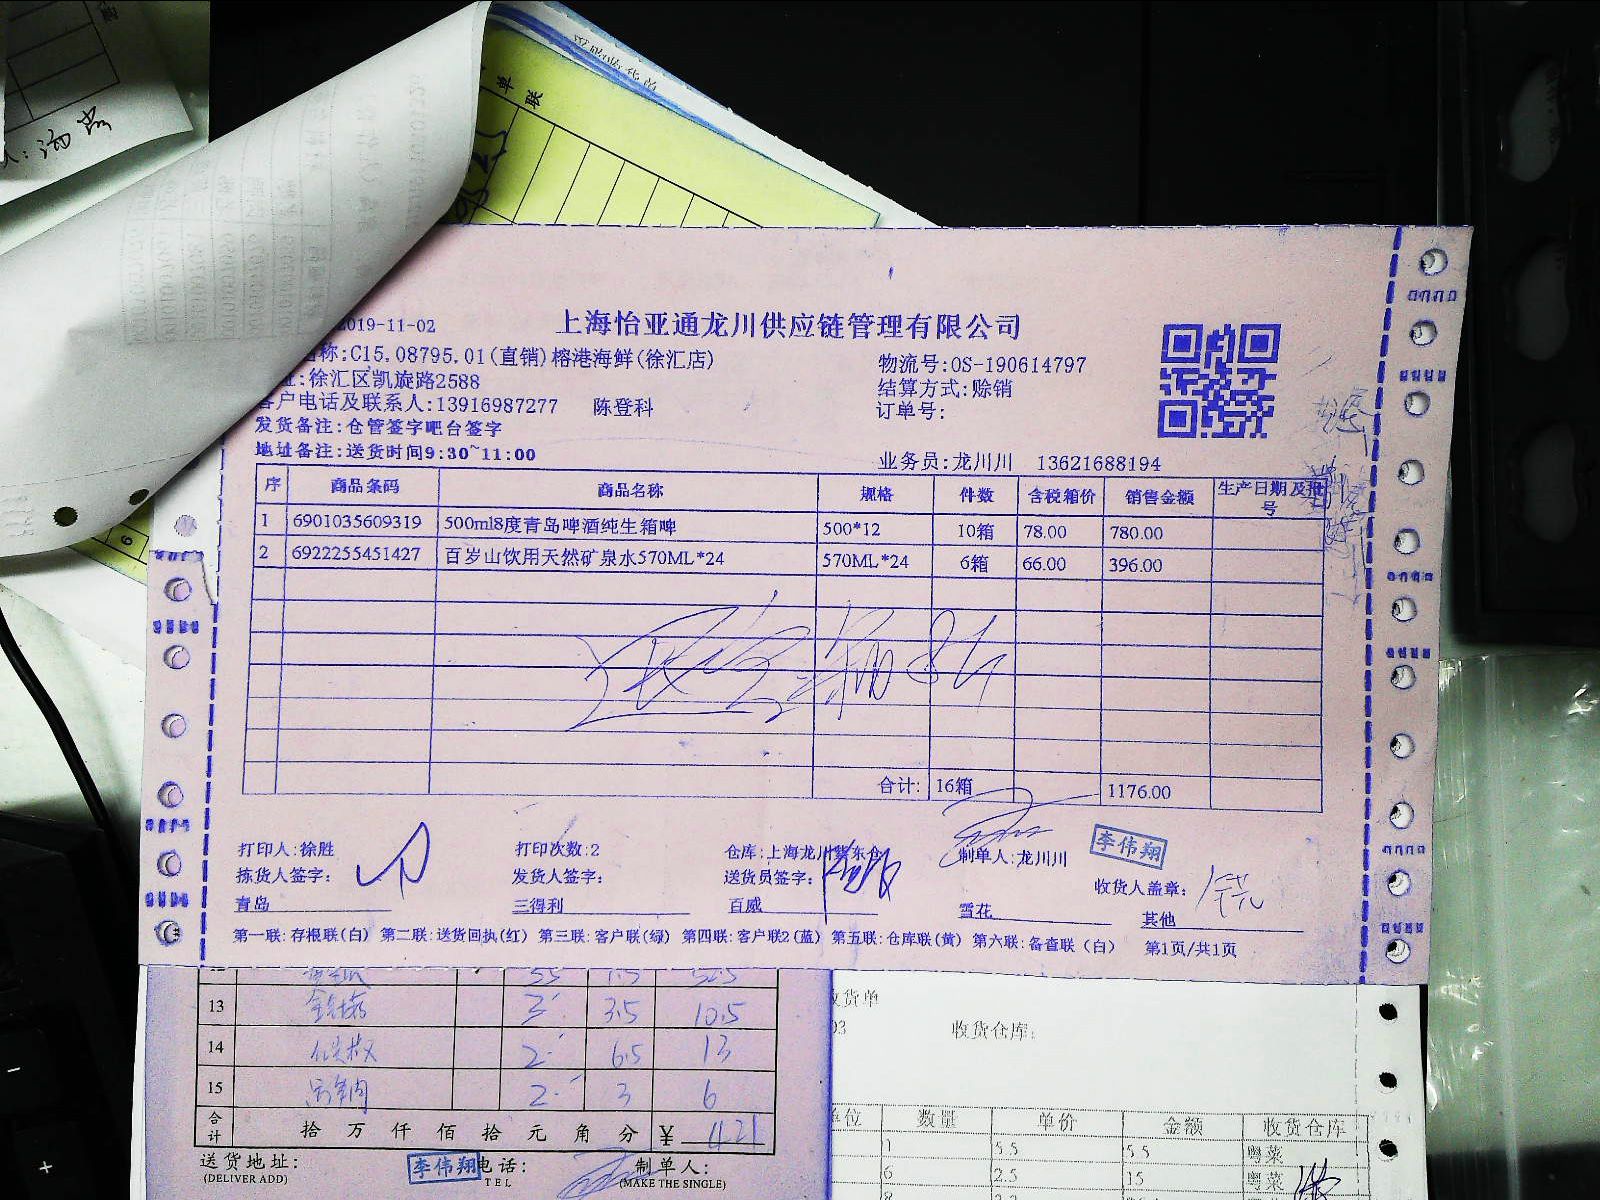 单联
2019-11-02
上海怡亚通龙川供应链管理有限公司
称:C15.08795.01(直销)榕港海鲜(徐汇店)
物流号:OS-190614797
址:徐汇区凯旋路2588
结算方式:赊销
客户电话及联系人:13916987277 陈登科
订单号:
发货备注:仓管签字吧台签字
地址备注:送货时间9:30~11:00
业务员:龙川川 13621688194
序 商品条码 商品名称 规格 件数 含税箱价 销售金额 生产日期及批号
1 6901035609319 500ml8度青岛啤酒纯生箱啤 500*12 10箱 78.00 780.00
2 6922255451427 百岁山饮用天然矿泉水570ML*24 570ML*24 6箱 66.00 396.00
合计: 16箱 1176.00
打印人:徐胜 打印次数:2 仓库:上海龙川紫东仓 制单人:龙川川 李伟翔
拣货人签字: 发货人签字: 送货员签字: 收货人盖章:
青岛 三得利 百威 雪花 其他
第一联:存根联(白) 第二联:送货回执(红) 第三联:客户联(绿) 第四联:客户联2(蓝) 第五联:仓库联(黄) 第六联:备查联(白) 第1页/共1页
13 3 3.5 10.5
14 2 6.5 13
15 2 3 6
合计 拾万仟佰拾元角分 ¥ 421
送货地址: 李伟翔 电话: 制单人:
(DELIVER ADD) TEL (MAKE THE SINGLE)
收货单
03 收货仓库:
单位 数量 单价 金额 收货仓库
1 5.5 5.5 粤菜
6 2.5 15 粤菜